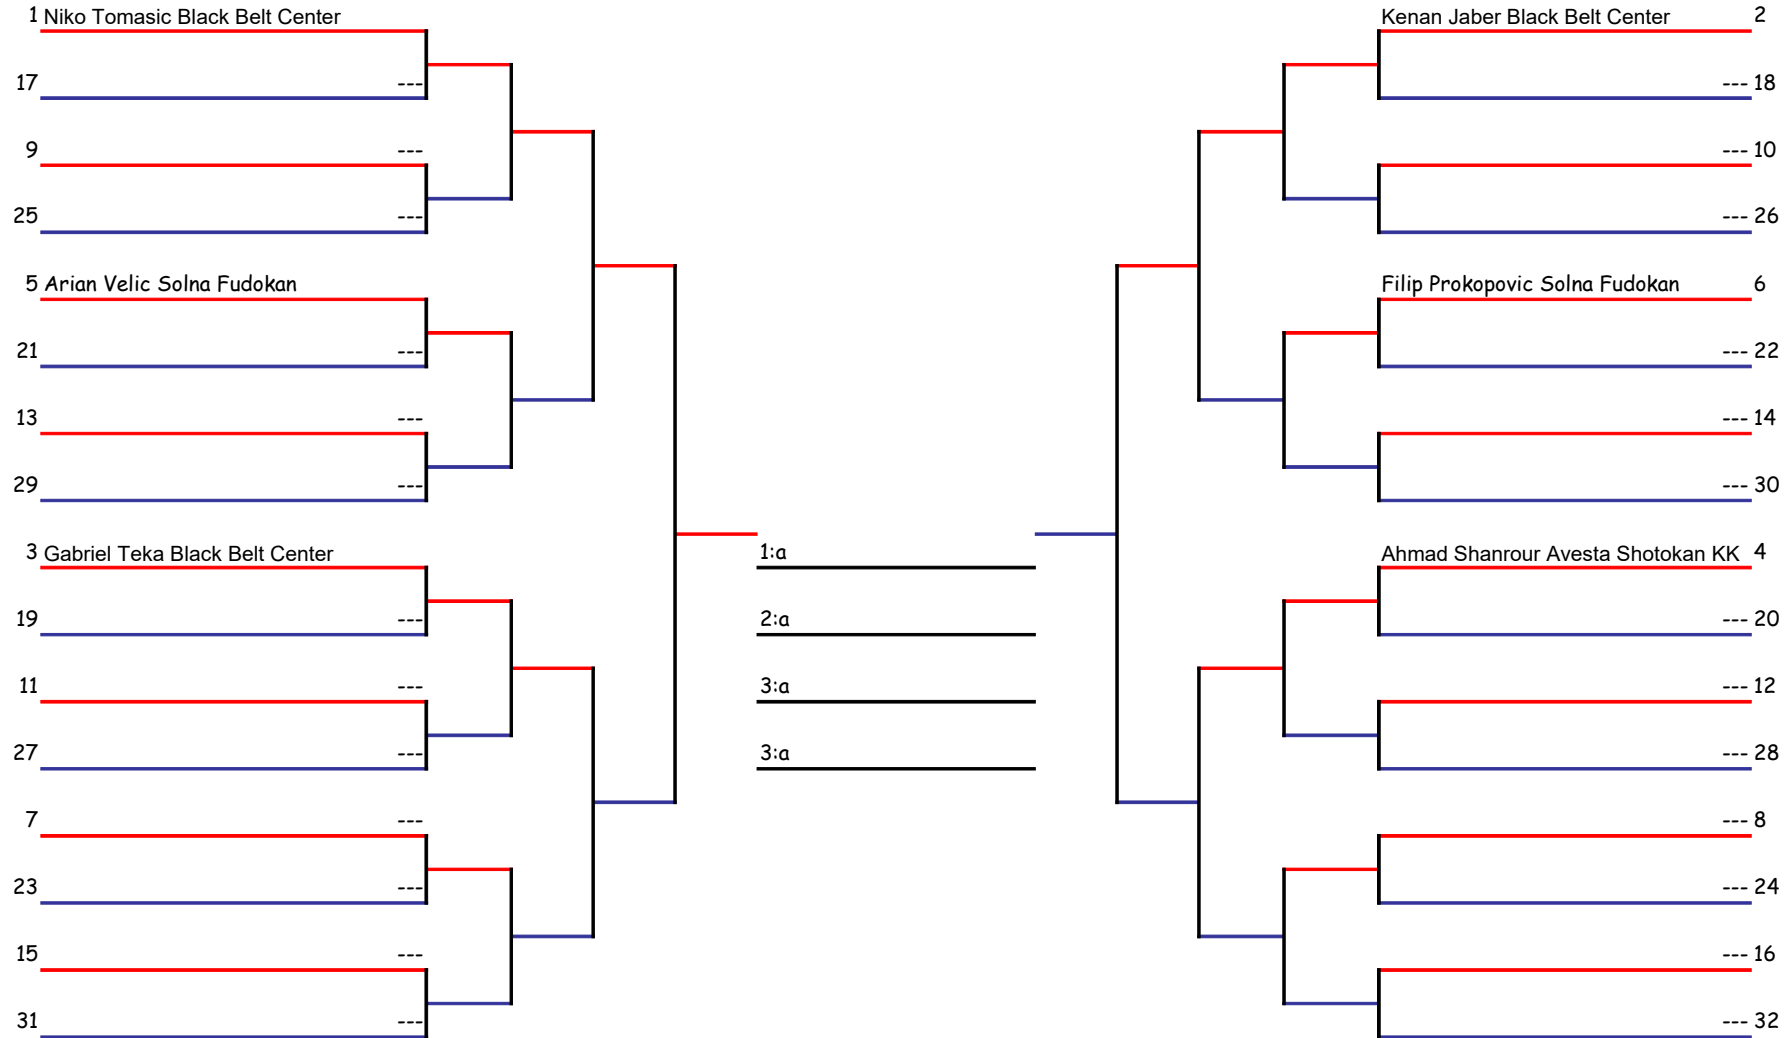 1 Niko Tomasic Black Belt Center
17 ---
9 ---
25 ---
5 Arian Velic Solna Fudokan
21 ---
13 ---
29 ---
3 Gabriel Teka Black Belt Center
19 ---
11 ---
27 ---
7 ---
23 ---
15 ---
31 ---
1:a
2:a
3:a
3:a
Kenan Jaber Black Belt Center 2
--- 18
--- 10
--- 26
Filip Prokopovic Solna Fudokan 6
--- 22
--- 14
--- 30
Ahmad Shanrour Avesta Shotokan KK 4
--- 20
--- 12
--- 28
--- 8
--- 24
--- 16
--- 32